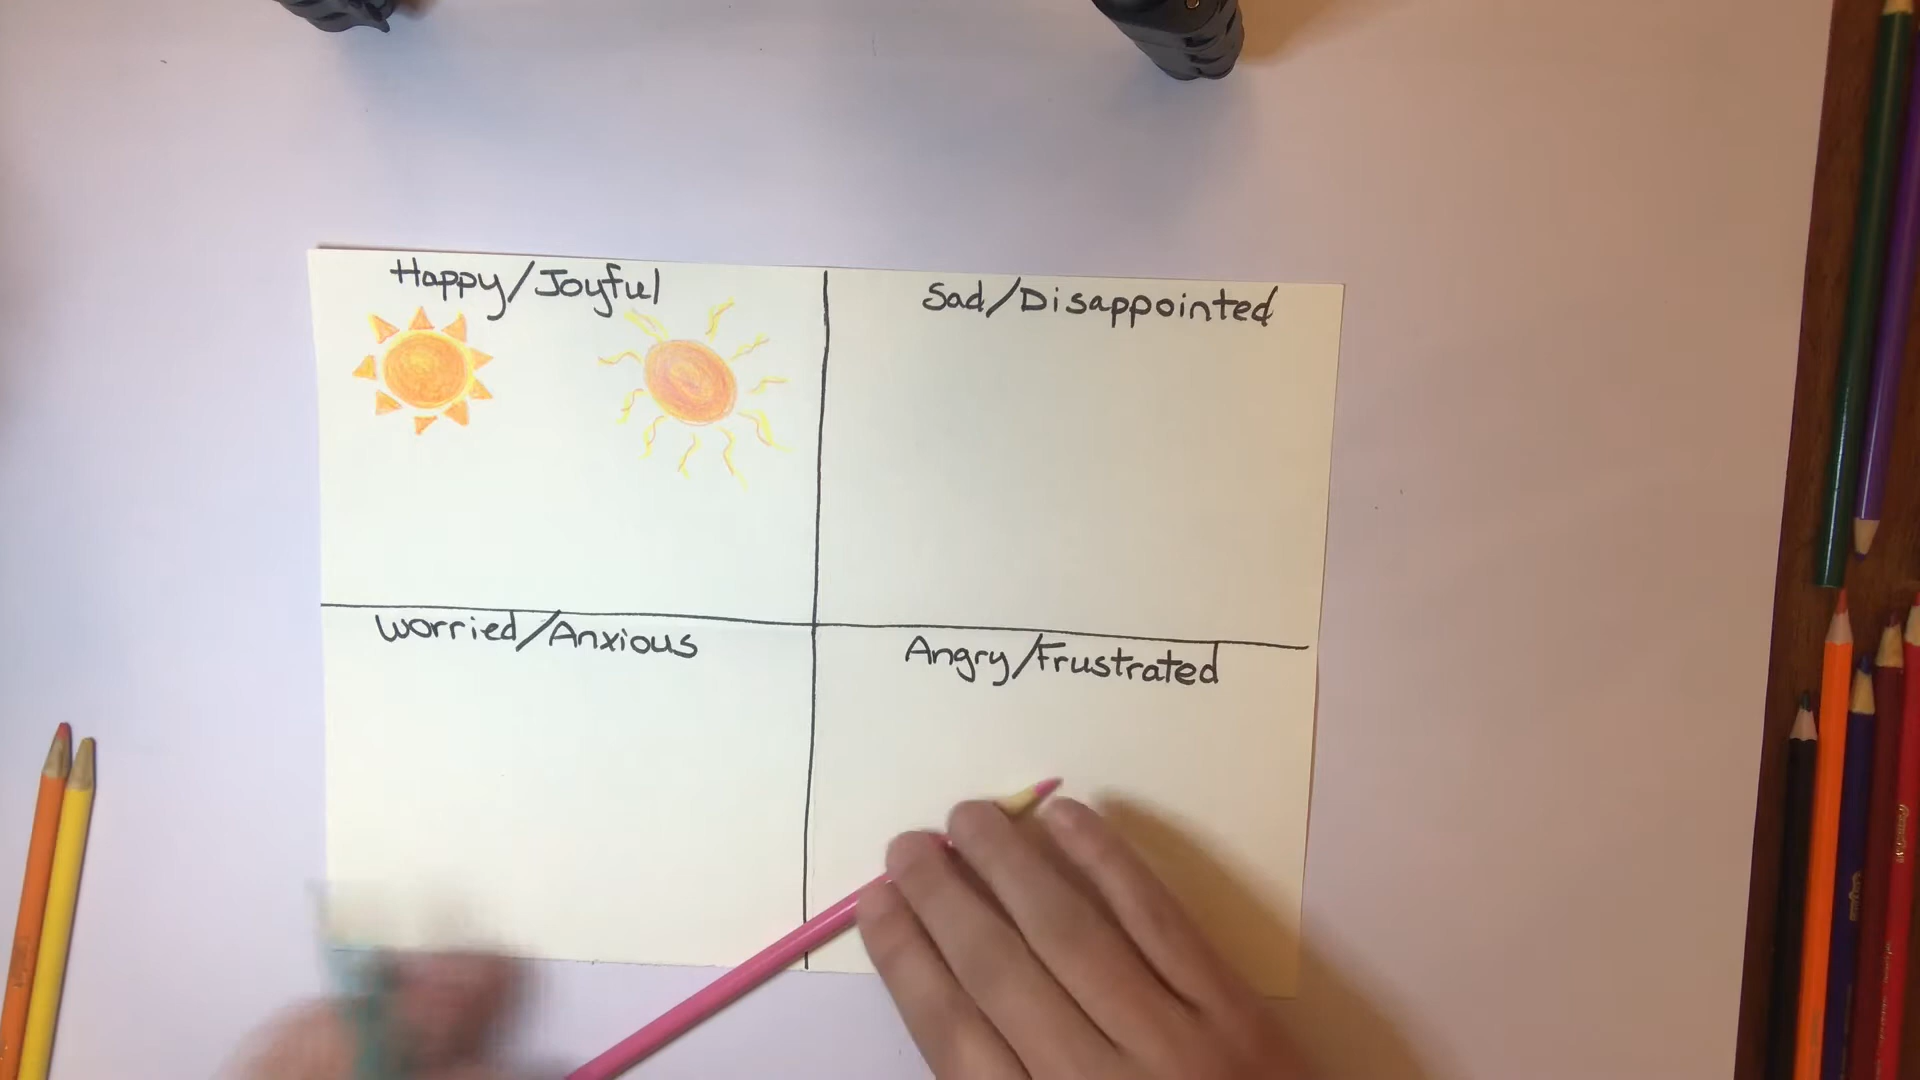 Happy/Joyful
Sad/Disappointed
Worried/Anxious
Angry/Frustrated